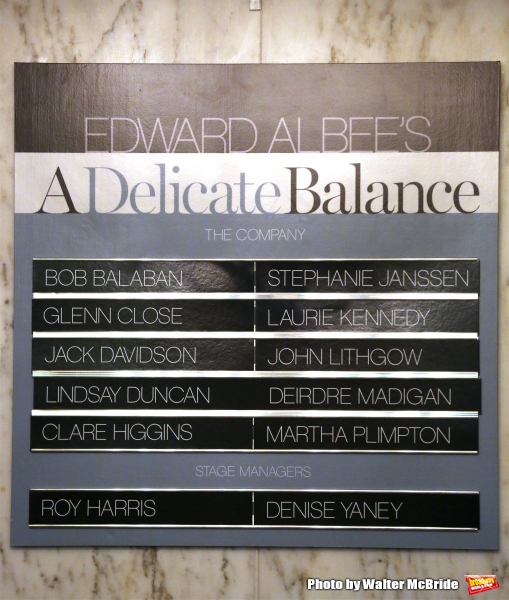 EDWARD ALBEE'S
A Delicate Balance
THE COMPANY
BOB BALABAN STEPHANIE JANSSEN
GLENN CLOSE LAURIE KENNEDY
JACK DAVIDSON JOHN LITHGOW
LINDSAY DUNCAN DEIRDRE MADIGAN
CLARE HIGGINS MARTHA PLIMPTON
STAGE MANAGERS
ROY HARRIS DENISE YANEY
Photo by Walter McBride